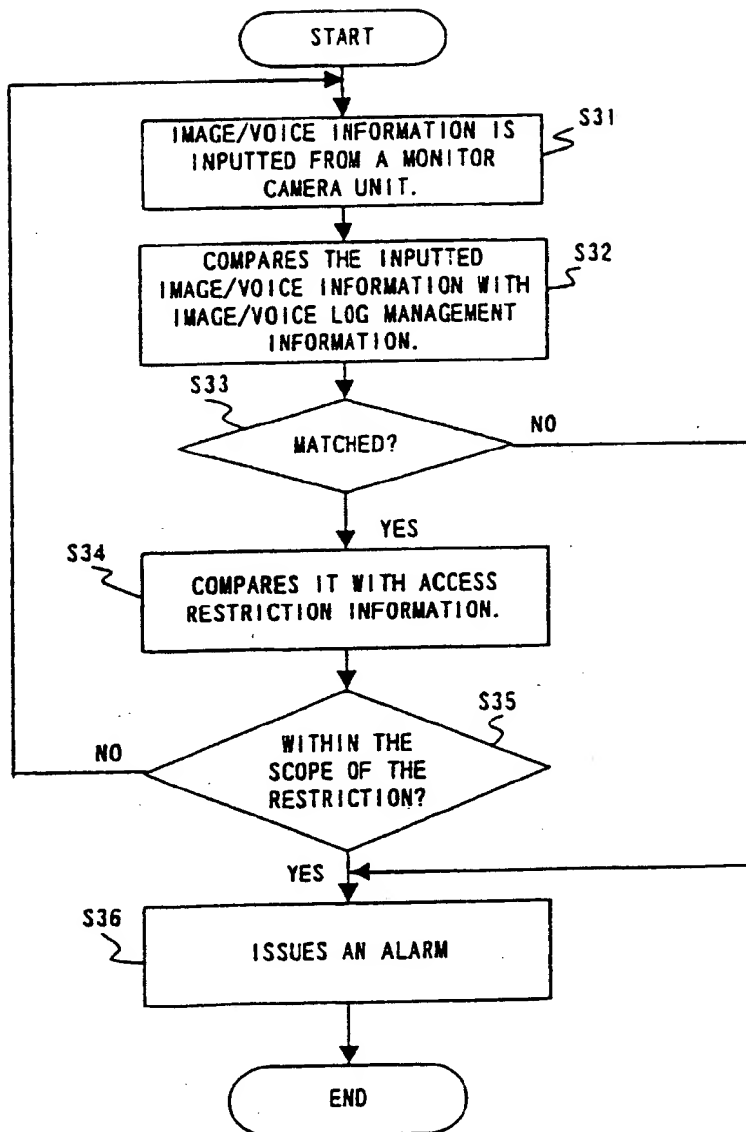 START
S31
IMAGE/VOICE INFORMATION IS
INPUTTED FROM A MONITOR
CAMERA UNIT.
S32
COMPARES THE INPUTTED
IMAGE/VOICE INFORMATION WITH
IMAGE/VOICE LOG MANAGEMENT
INFORMATION.
S33
MATCHED?
NO
YES
S34
COMPARES IT WITH ACCESS
RESTRICTION INFORMATION.
S35
NO
WITHIN THE
SCOPE OF THE
RESTRICTION?
YES
S36
ISSUES AN ALARM
END